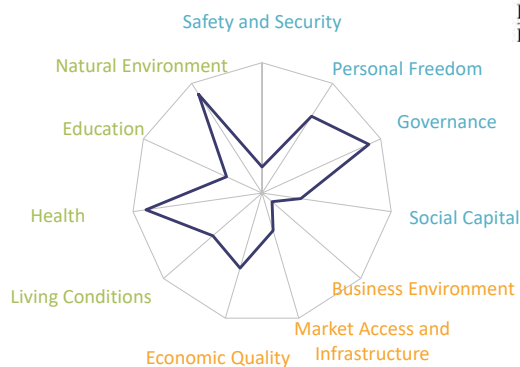 Safety and Security
Natural Environment
Personal Freedom
Education
Governance
Health
Social Capital
Living Conditions
Business Environment
Market Access and
Infrastructure
Economic Quality